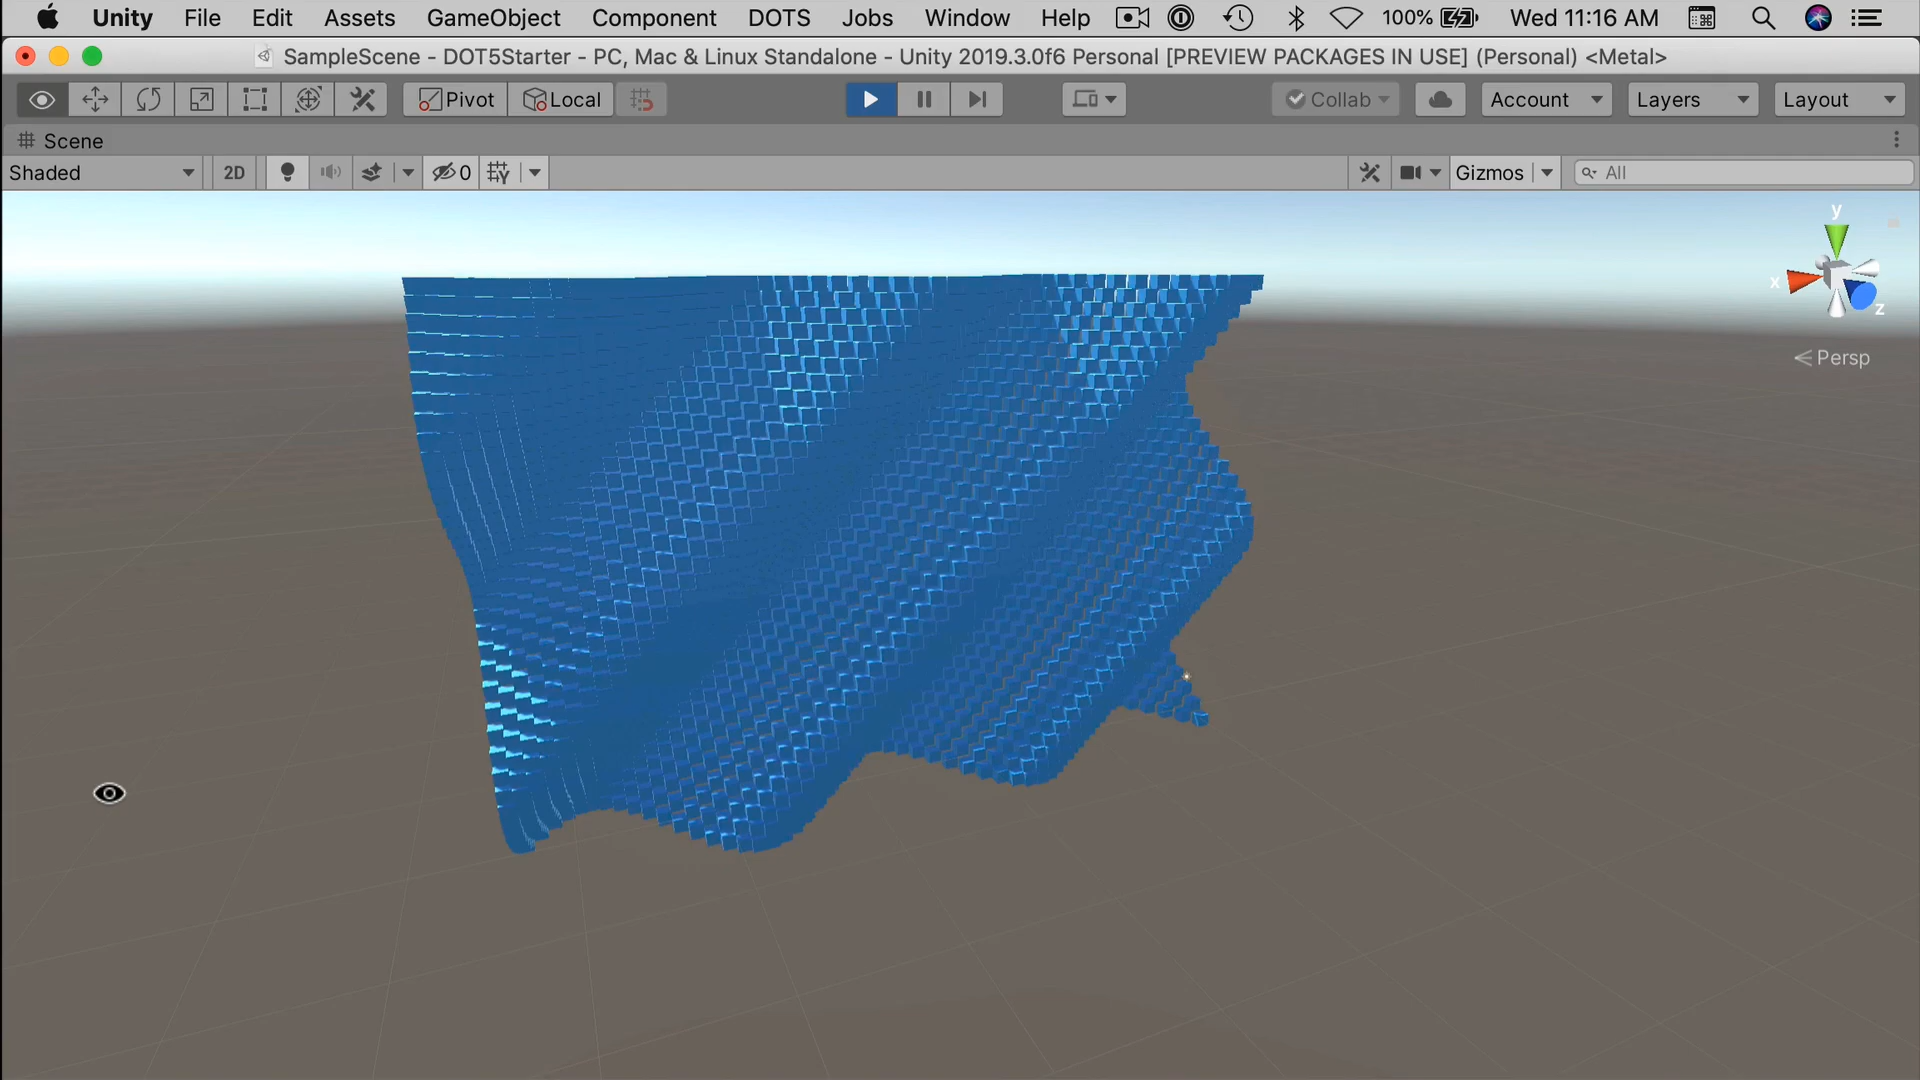 Unity File Edit Assets GameObject Component DOTS Jobs Window Help 100% Wed 11:16 AM
SampleScene - DOT5Starter - PC, Mac & Linux Standalone - Unity 2019.3.0f6 Personal [PREVIEW PACKAGES IN USE] (Personal) <Metal>
Pivot Local Collab Account Layers Layout
Scene
Shaded 2D 0 Gizmos All
y
x
z
Persp